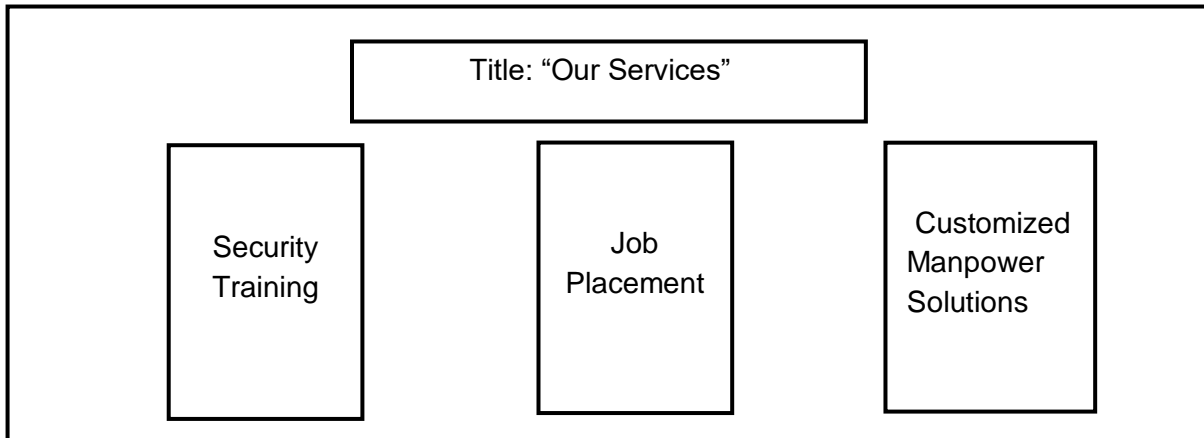 Title: “Our Services”
Security
Training
Job
Placement
Customized
Manpower
Solutions